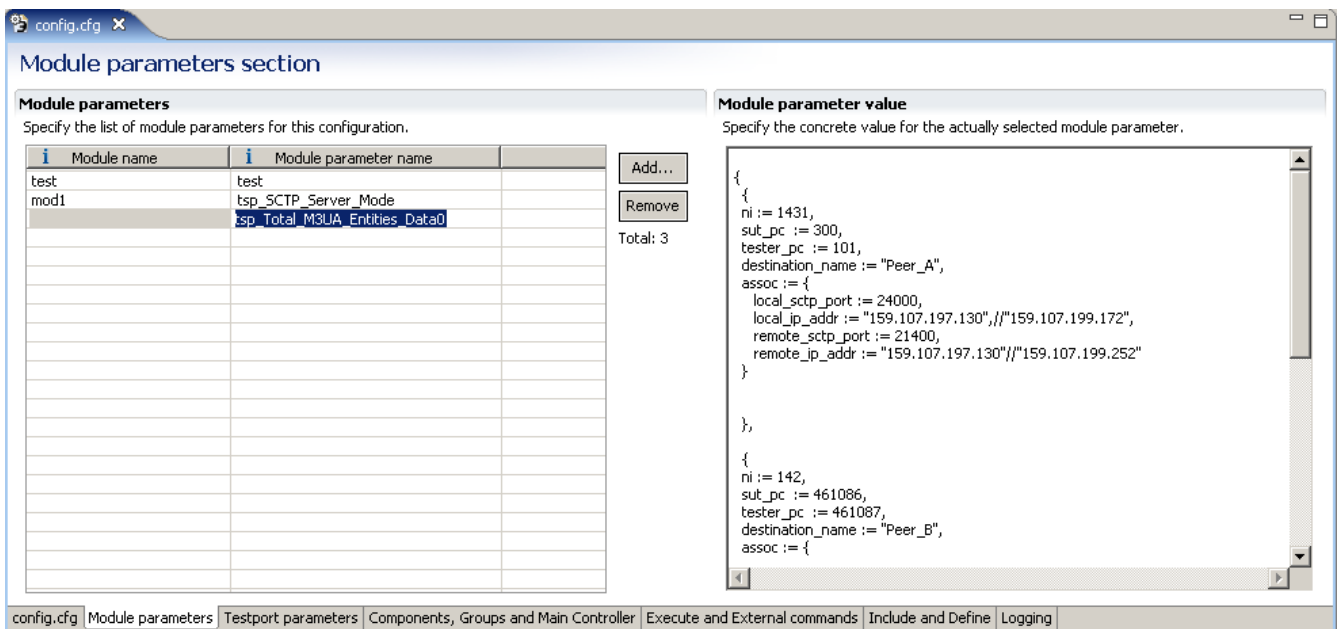 config.cfg
Module parameters section
Module parameters
Specify the list of module parameters for this configuration.
Module name Module parameter name
test test
mod1 tsp_SCTP_Server_Mode
tsp_Total_M3UA_Entities_Data0
Add...
Remove
Total: 3
Module parameter value
Specify the concrete value for the actually selected module parameter.
{
{
ni := 1431,
sut_pc := 300,
tester_pc := 101,
destination_name := "Peer_A",
assoc := {
local_sctp_port := 24000,
local_ip_addr := "159.107.197.130",//"159.107.199.172",
remote_sctp_port := 21400,
remote_ip_addr := "159.107.197.130"//"159.107.199.252"
}
},
{
ni := 142,
sut_pc := 461086,
tester_pc := 461087,
destination_name := "Peer_B",
assoc := {
config.cfg Module parameters Testport parameters Components, Groups and Main Controller Execute and External commands Include and Define Logging